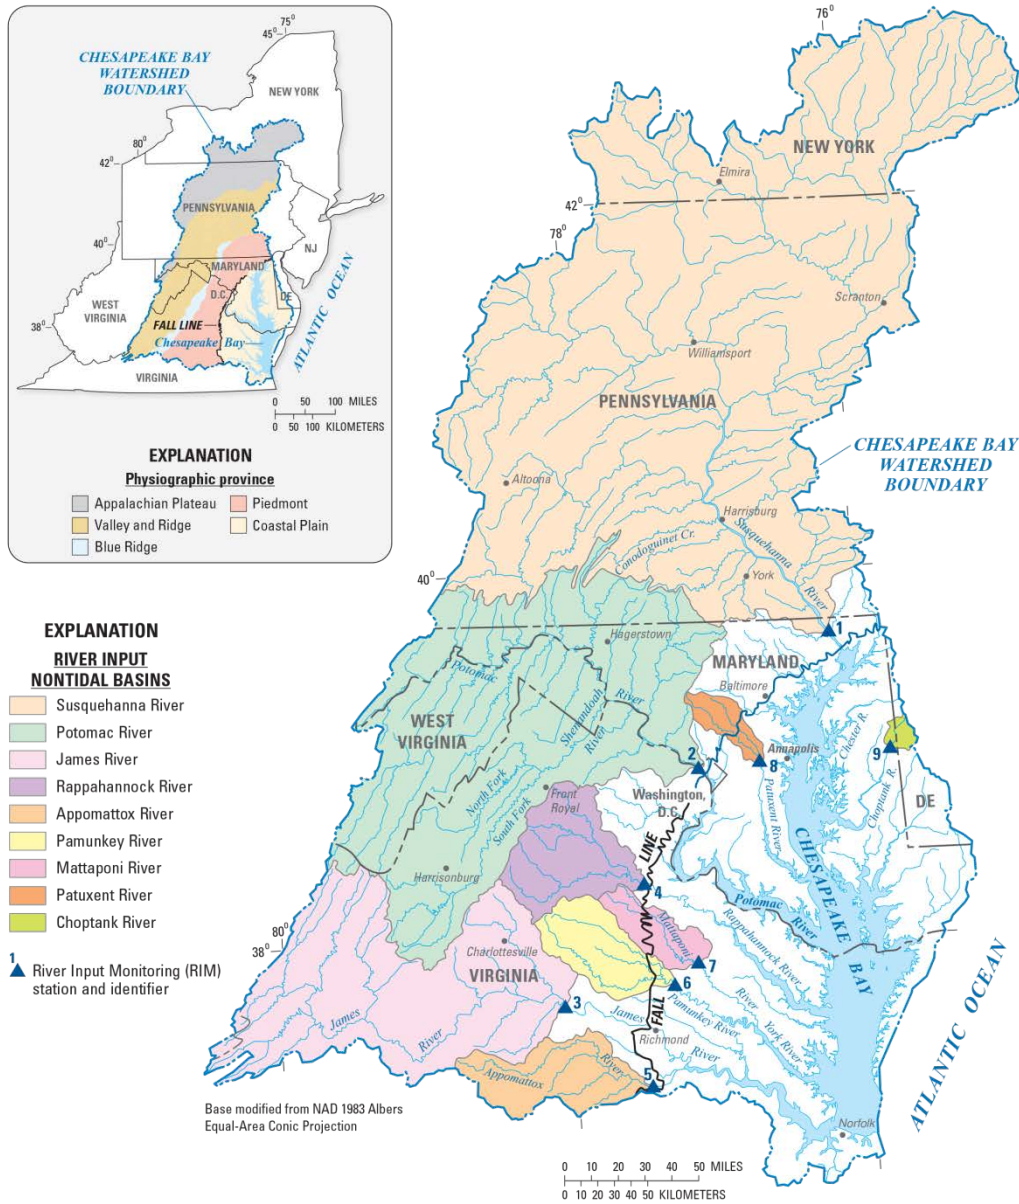 75°
45°
CHESAPEAKE BAY
WATERSHED
BOUNDARY
NEW YORK
80°
42°
PENNSYLVANIA
40°
NJ
MARYLAND
D.C.
DE
WEST
VIRGINIA
38°
FALL LINE
Chesapeake Bay
ATLANTIC OCEAN
VIRGINIA
0 50 100 MILES
0 50 100 KILOMETERS
EXPLANATION
Physiographic province
Appalachian Plateau
Valley and Ridge
Blue Ridge
Piedmont
Coastal Plain
EXPLANATION
RIVER INPUT
NONTIDAL BASINS
Susquehanna River
Potomac River
James River
Rappahannock River
Appomattox River
Pamunkey River
Mattaponi River
Patuxent River
Choptank River
1
River Input Monitoring (RIM)
station and identifier
76°
NEW YORK
Elmira
42°
78°
Scranton
Williamsport
PENNSYLVANIA
CHESAPEAKE BAY
WATERSHED
BOUNDARY
Altoona
Harrisburg
Susquehanna
River
Conodoguinet Cr.
York
40°
1
Hagerstown
MARYLAND
Baltimore
Potomac
River
Shenandoah
River
WEST
VIRGINIA
Annapolis
Chester R.
9
8
2
Washington,
D.C.
Patuxent River
Choptank R.
DE
North Fork
South Fork
Front
Royal
LINE
CHESAPEAKE
BAY
Harrisonburg
4
Potomac
River
80°
38°
Charlottesville
VIRGINIA
Mattaponi
7
Rappahannock River
6
3
FALL
Pamunkey River
River
York River
James
River
James
River
Richmond
ATLANTIC OCEAN
5
Appomattox
River
Norfolk
Base modified from NAD 1983 Albers
Equal-Area Conic Projection
0 10 20 30 40 50 MILES
0 10 20 30 40 50 KILOMETERS